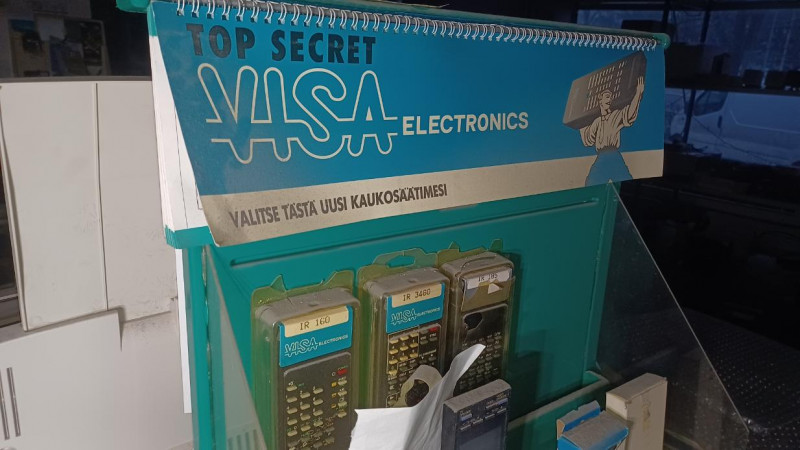 TOP SECRET
VISA ELECTRONICS
VALITSE TÄSTÄ UUSI KAUKOSÄÄTIMESI
IR 160
VISA ELECTRONICS
IR 3460
VISA ELECTRONICS